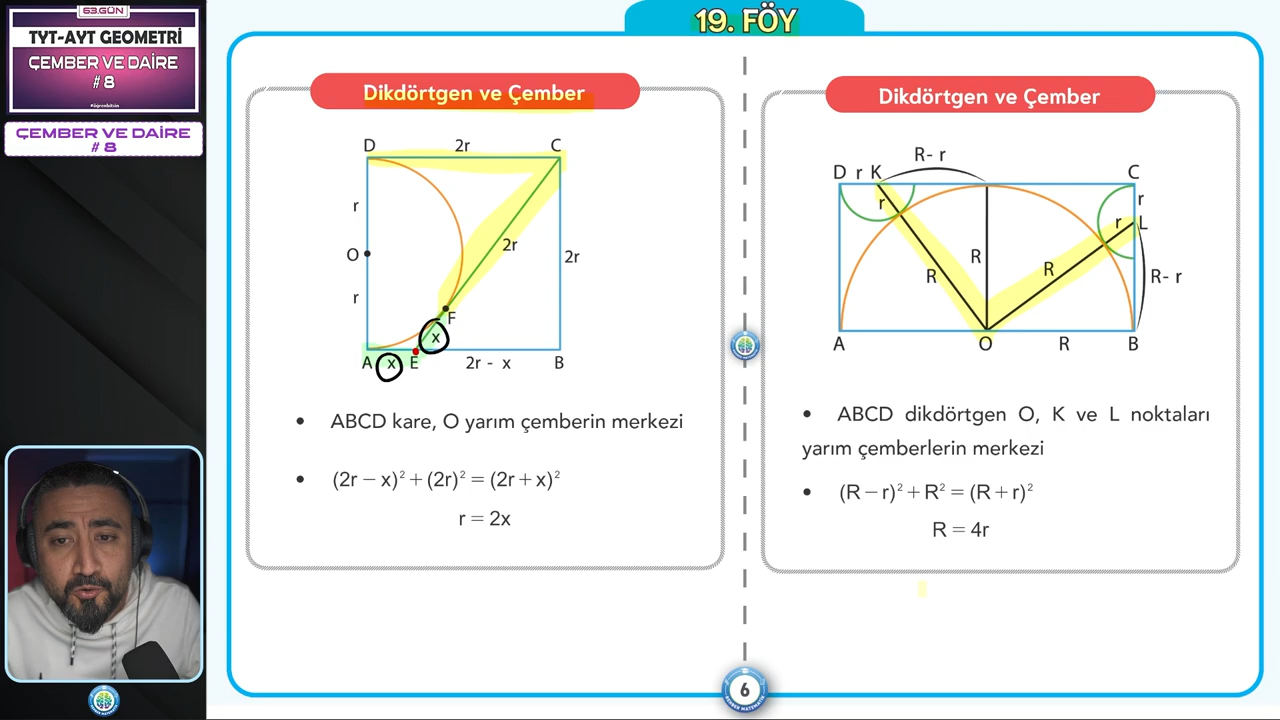 63.GÜN
TYT-AYT GEOMETRİ
ÇEMBER VE DAİRE
# 8
#öğrenbitsin
ÇEMBER VE DAİRE
# 8
19. FÖY
Dikdörtgen ve Çember
D 2r C
r
O
2r
2r
r
F
x
A x E 2r - x B
• ABCD kare, O yarım çemberin merkezi
• (2r − x)² + (2r)² = (2r + x)²
r = 2x
Dikdörtgen ve Çember
R- r
D r K C
r
r
r L
R
R
R
R- r
A O R B
• ABCD dikdörtgen O, K ve L noktaları
yarım çemberlerin merkezi
• (R − r)² + R² = (R + r)²
R = 4r
6